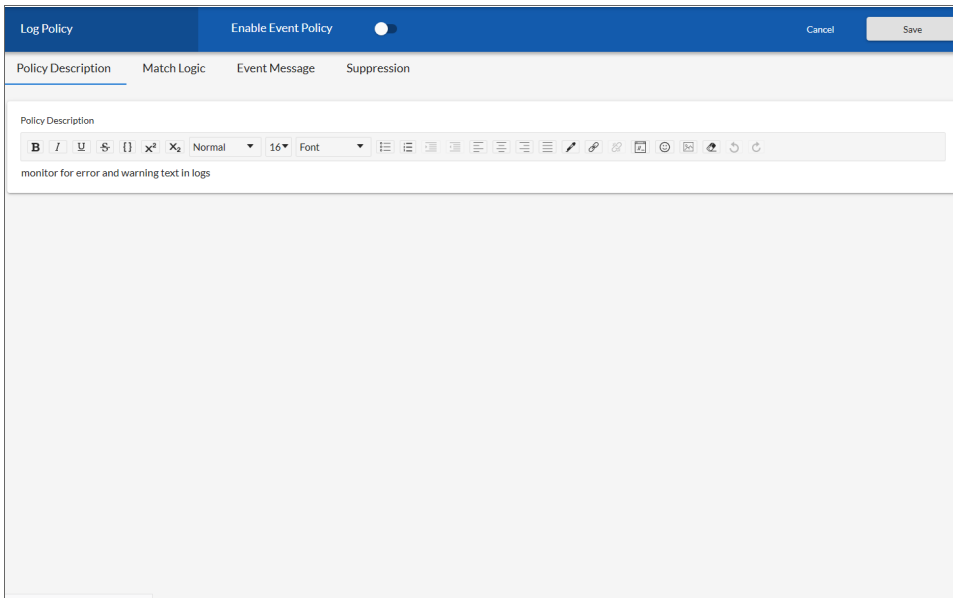 Log Policy
Enable Event Policy
Cancel
Save
Policy Description
Match Logic
Event Message
Suppression
Policy Description
B I U S {} x² X₂ Normal 16 Font
monitor for error and warning text in logs